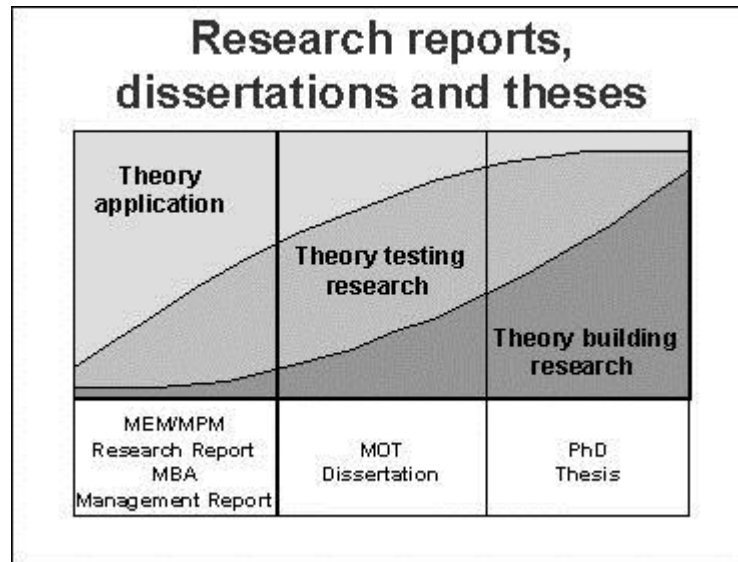 Research reports,
dissertations and theses
Theory
application
Theory testing
research
Theory building
research
MEM/MPM
Research Report
MBA
Management Report
MOT
Dissertation
PhD
Thesis